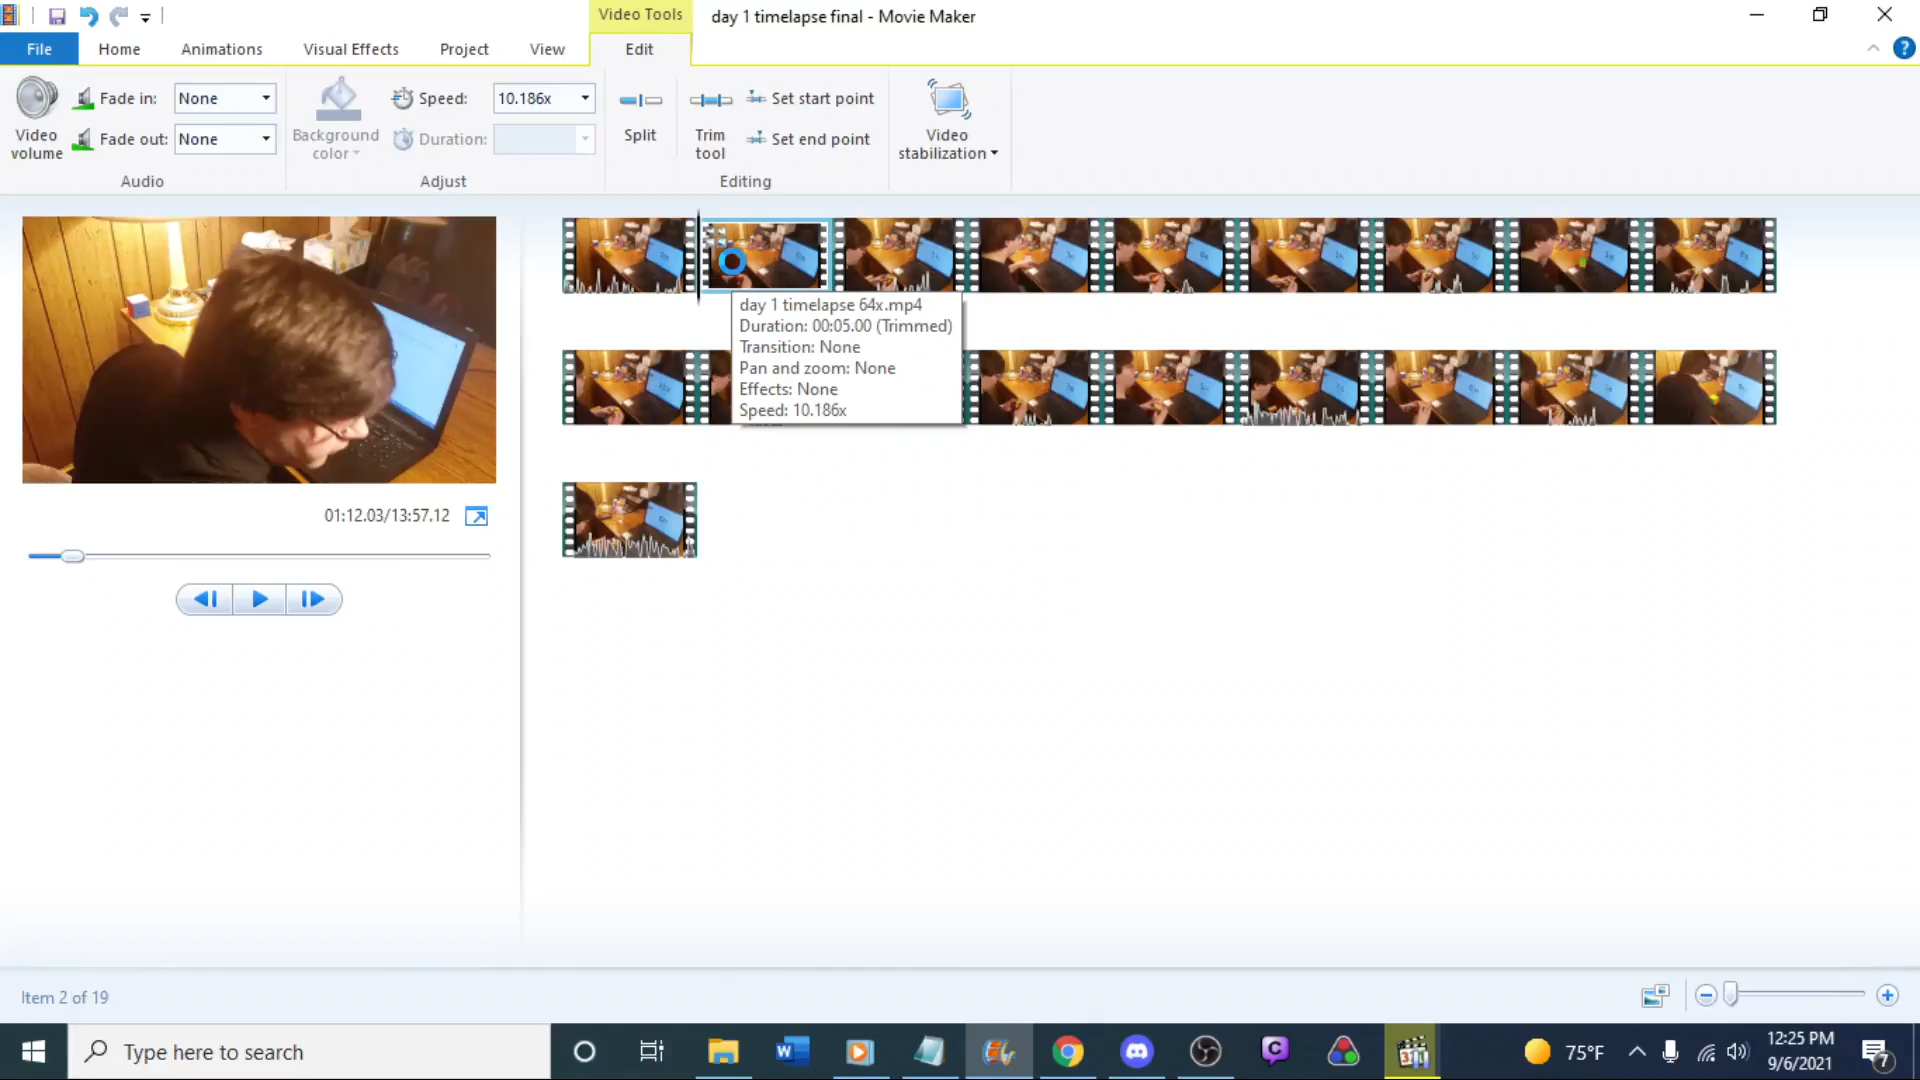 Video Tools
day 1 timelapse final - Movie Maker
File
Home
Animations
Visual Effects
Project
View
Edit
Video volume
Fade in: None
Fade out: None
Audio
Background color
Speed: 10.186x
Duration:
Adjust
Split
Trim tool
Set start point
Set end point
Editing
Video stabilization
01:12.03/13:57.12
day 1 timelapse 64x.mp4
Duration: 00:05.00 (Trimmed)
Transition: None
Pan and zoom: None
Effects: None
Speed: 10.186x
Item 2 of 19
Type here to search
75°F
12:25 PM
9/6/2021
7